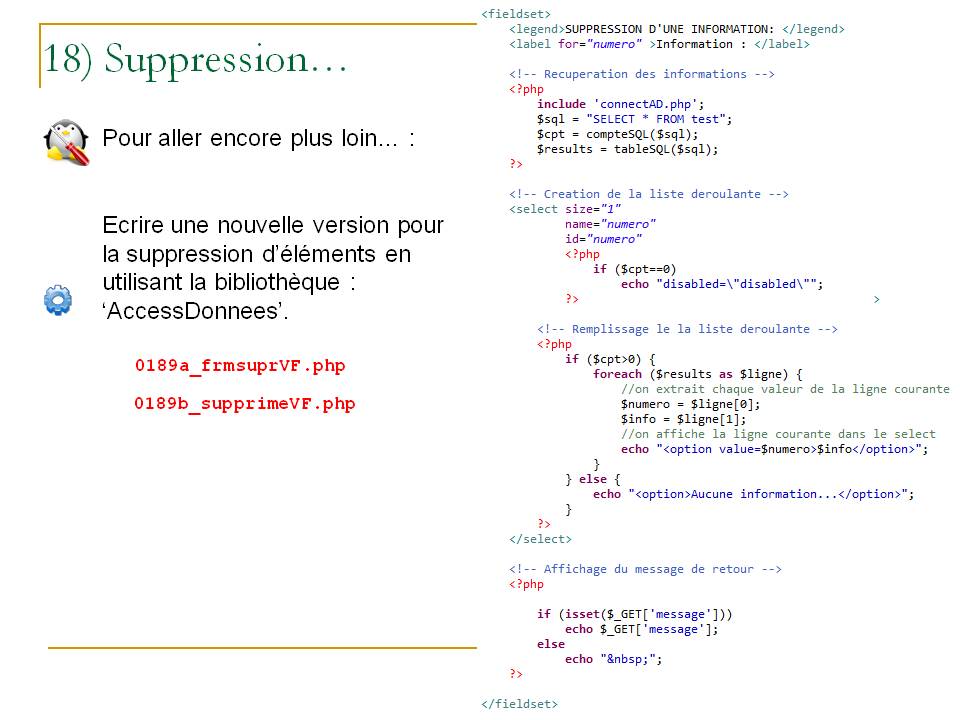 18) Suppression…
Pour aller encore plus loin… :
Ecrire une nouvelle version pour
la suppression d’éléments en
utilisant la bibliothèque :
‘AccessDonnees’.
0189a_frmsuprVF.php
0189b_supprimeVF.php
<fieldset>
<legend>SUPPRESSION D'UNE INFORMATION: </legend>
<label for="numero" >Information : </label>
<!-- Recuperation des informations -->
<?php
include 'connectAD.php';
$sql = "SELECT * FROM test";
$cpt = compteSQL($sql);
$results = tableSQL($sql);
?>
<!-- Creation de la liste deroulante -->
<select size="1"
name="numero"
id="numero"
<?php
if ($cpt==0)
echo "disabled=\"disabled\"";
?> >
<!-- Remplissage le la liste deroulante -->
<?php
if ($cpt>0) {
foreach ($results as $ligne) {
//on extrait chaque valeur de la ligne courante
$numero = $ligne[0];
$info = $ligne[1];
//on affiche la ligne courante dans le select
echo "<option value=$numero>$info</option>";
}
} else {
echo "<option>Aucune information...</option>";
}
?>
</select>
<!-- Affichage du message de retour -->
<?php
if (isset($_GET['message']))
echo $_GET['message'];
else
echo "&nbsp;";
?>
</fieldset>